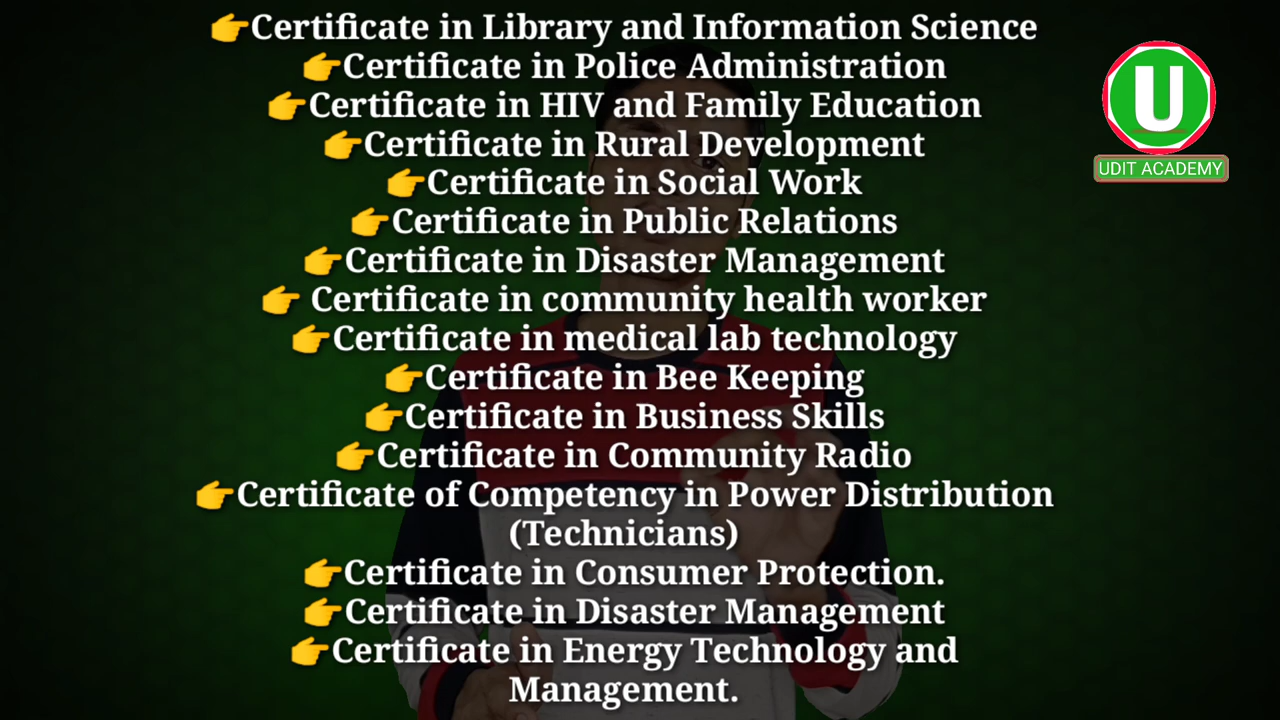 👉Certificate in Library and Information Science
👉Certificate in Police Administration
👉Certificate in HIV and Family Education
👉Certificate in Rural Development
👉Certificate in Social Work
👉Certificate in Public Relations
👉Certificate in Disaster Management
👉 Certificate in community health worker
👉Certificate in medical lab technology
👉Certificate in Bee Keeping
👉Certificate in Business Skills
👉Certificate in Community Radio
👉Certificate of Competency in Power Distribution
(Technicians)
👉Certificate in Consumer Protection.
👉Certificate in Disaster Management
👉Certificate in Energy Technology and
Management.
U
UDIT ACADEMY